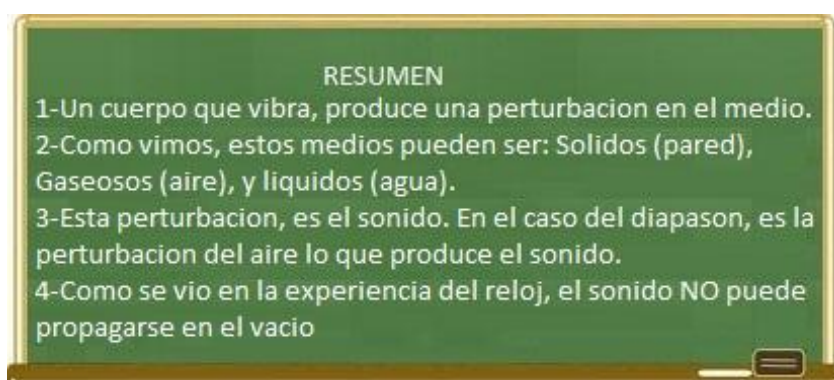 RESUMEN
1-Un cuerpo que vibra, produce una perturbacion en el medio.
2-Como vimos, estos medios pueden ser: Solidos (pared),
Gaseosos (aire), y liquidos (agua).
3-Esta perturbacion, es el sonido. En el caso del diapason, es la
perturbacion del aire lo que produce el sonido.
4-Como se vio en la experiencia del reloj, el sonido NO puede
propagarse en el vacio